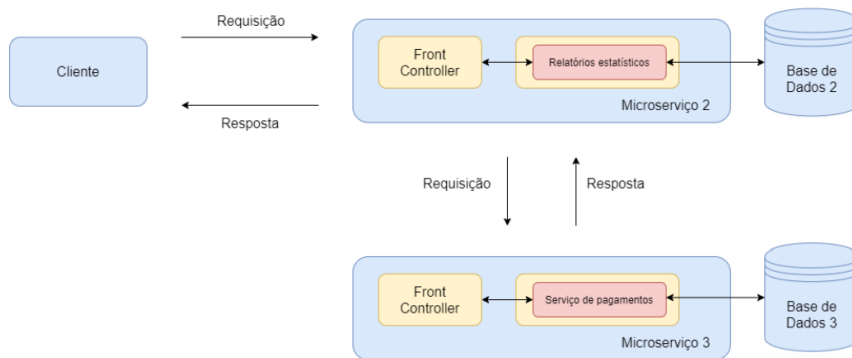 Requisição
Cliente
Resposta
Front
Controller
Relatórios estatísticos
Microserviço 2
Base de
Dados 2
Requisição
Resposta
Front
Controller
Serviço de pagamentos
Microserviço 3
Base de
Dados 3